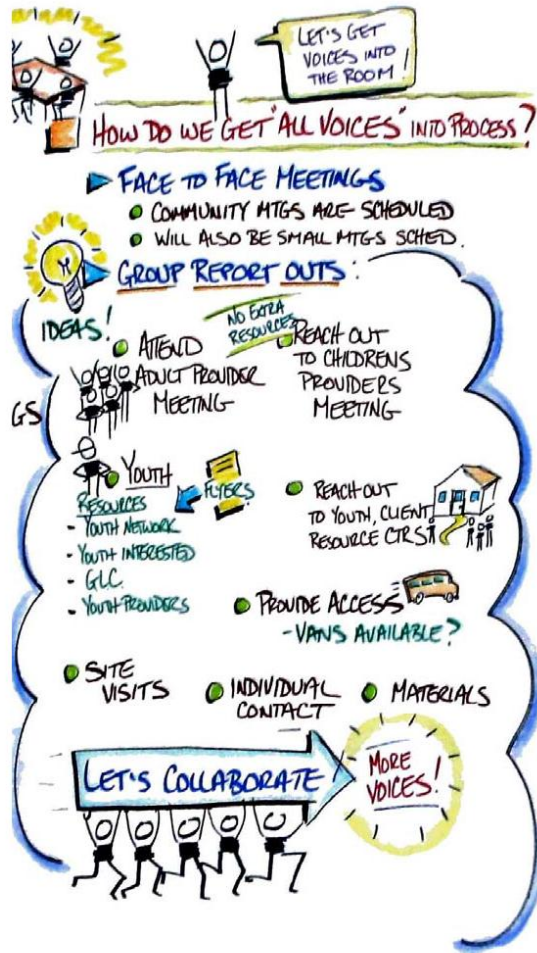 LET'S GET
VOICES INTO
THE ROOM!
HOW DO WE GET "ALL VOICES" INTO PROCESS?
FACE TO FACE MEETINGS
COMMUNITY MTGS ARE SCHEDULED
WILL ALSO BE SMALL MTGS SCHED.
GROUP REPORT OUTS:
IDEAS!
NO EXTRA
RESOURCES
ATTEND
ADULT PROVIDER
MEETING
REACH OUT
TO CHILDRENS
PROVIDERS
MEETING
GS
YOUTH
RESOURCES
- YOUTH NETWORK
- YOUTH INTERESTED
- GLC
- YOUTH PROVIDERS
FLYERS
REACH OUT
TO YOUTH, CLIENT
RESOURCE CTRS
PROVIDE ACCESS
- VANS AVAILABLE?
SITE
VISITS
INDIVIDUAL
CONTACT
MATERIALS
LET'S COLLABORATE
MORE
VOICES!